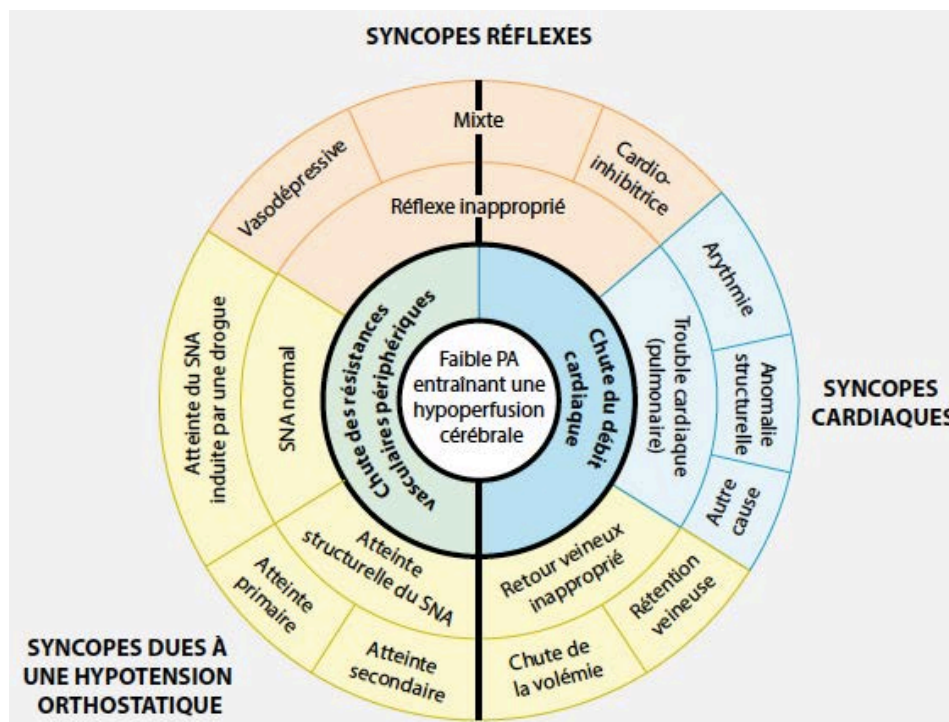 SYNCOPES RÉFLEXES
Mixte
Vasodépressive
Cardio-
inhibitrice
Réflexe inapproprié
Arythmie
Anomalie
structurelle
Autre
cause
Trouble cardiaque
(pulmonaire)
SYNCOPES
CARDIAQUES
Atteinte du SNA
induite par une drogue
SNA normal
Chute des résistances
vasculaires périphériques
Chute du débit
cardiaque
Faible PA
entraînant une
hypoperfusion
cérébrale
Atteinte
structurelle du SNA
Retour veineux
inapproprié
Rétention
veineuse
Atteinte
primaire
Atteinte
secondaire
Chute de
la volémie
SYNCOPES DUES À
UNE HYPOTENSION
ORTHOSTATIQUE